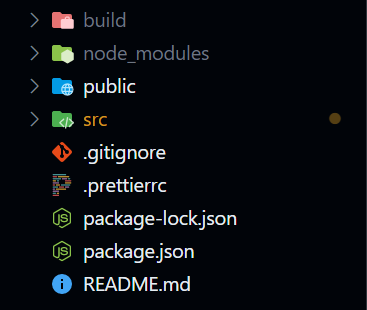 build
node_modules
public
src
.gitignore
.prettierrc
package-lock.json
package.json
README.md